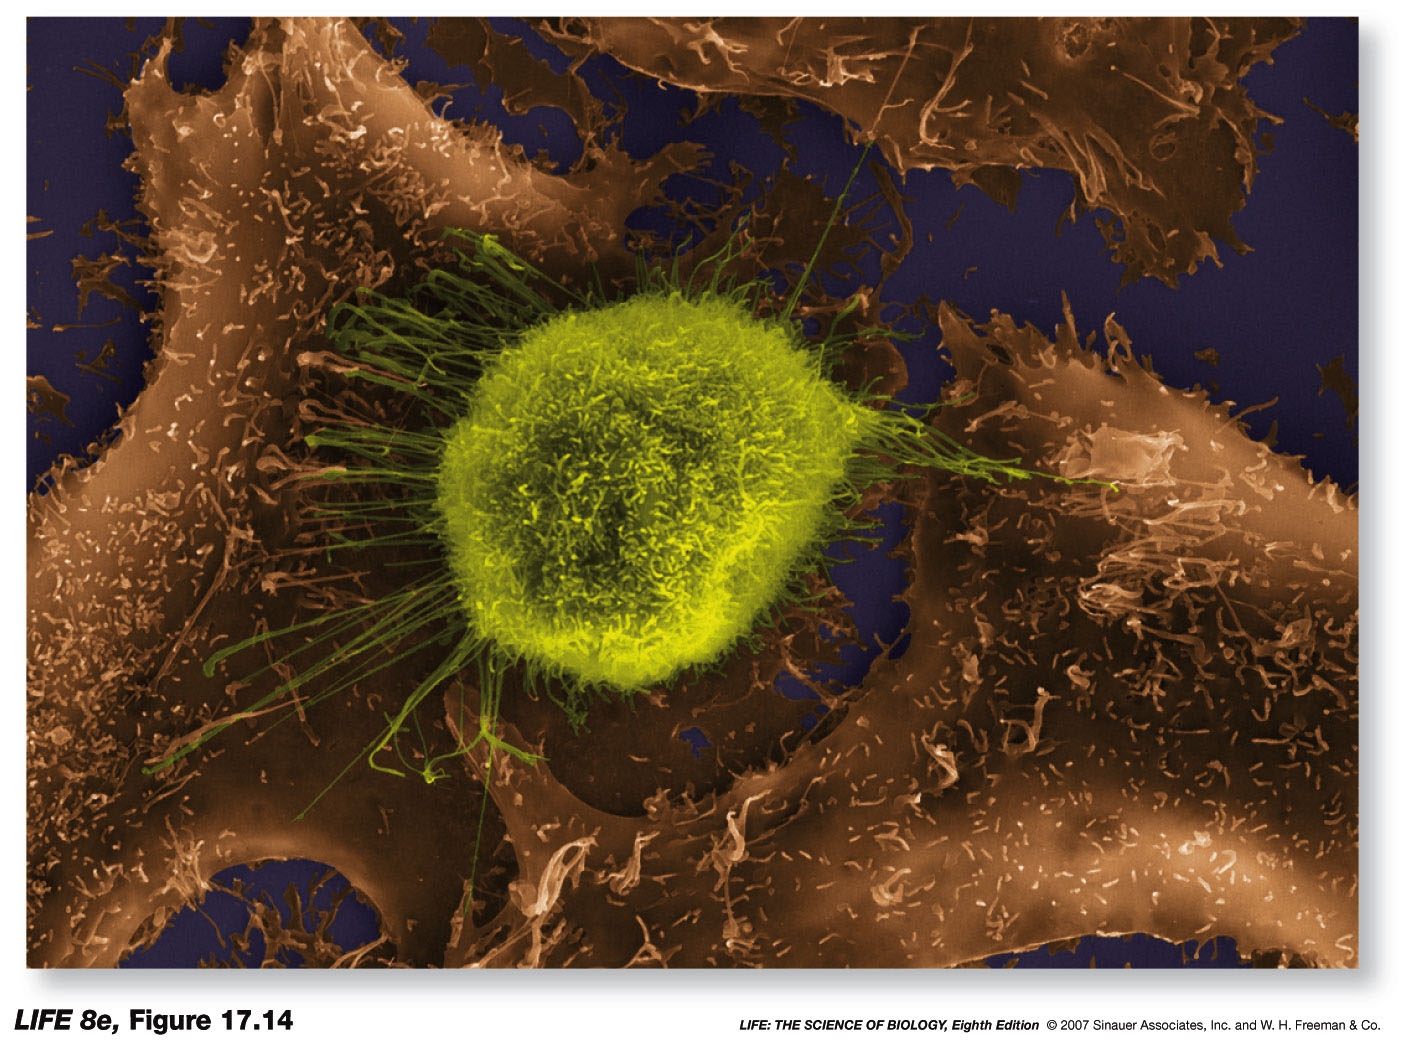 LIFE 8e, Figure 17.14
LIFE: THE SCIENCE OF BIOLOGY, Eighth Edition © 2007 Sinauer Associates, Inc. and W. H. Freeman & Co.